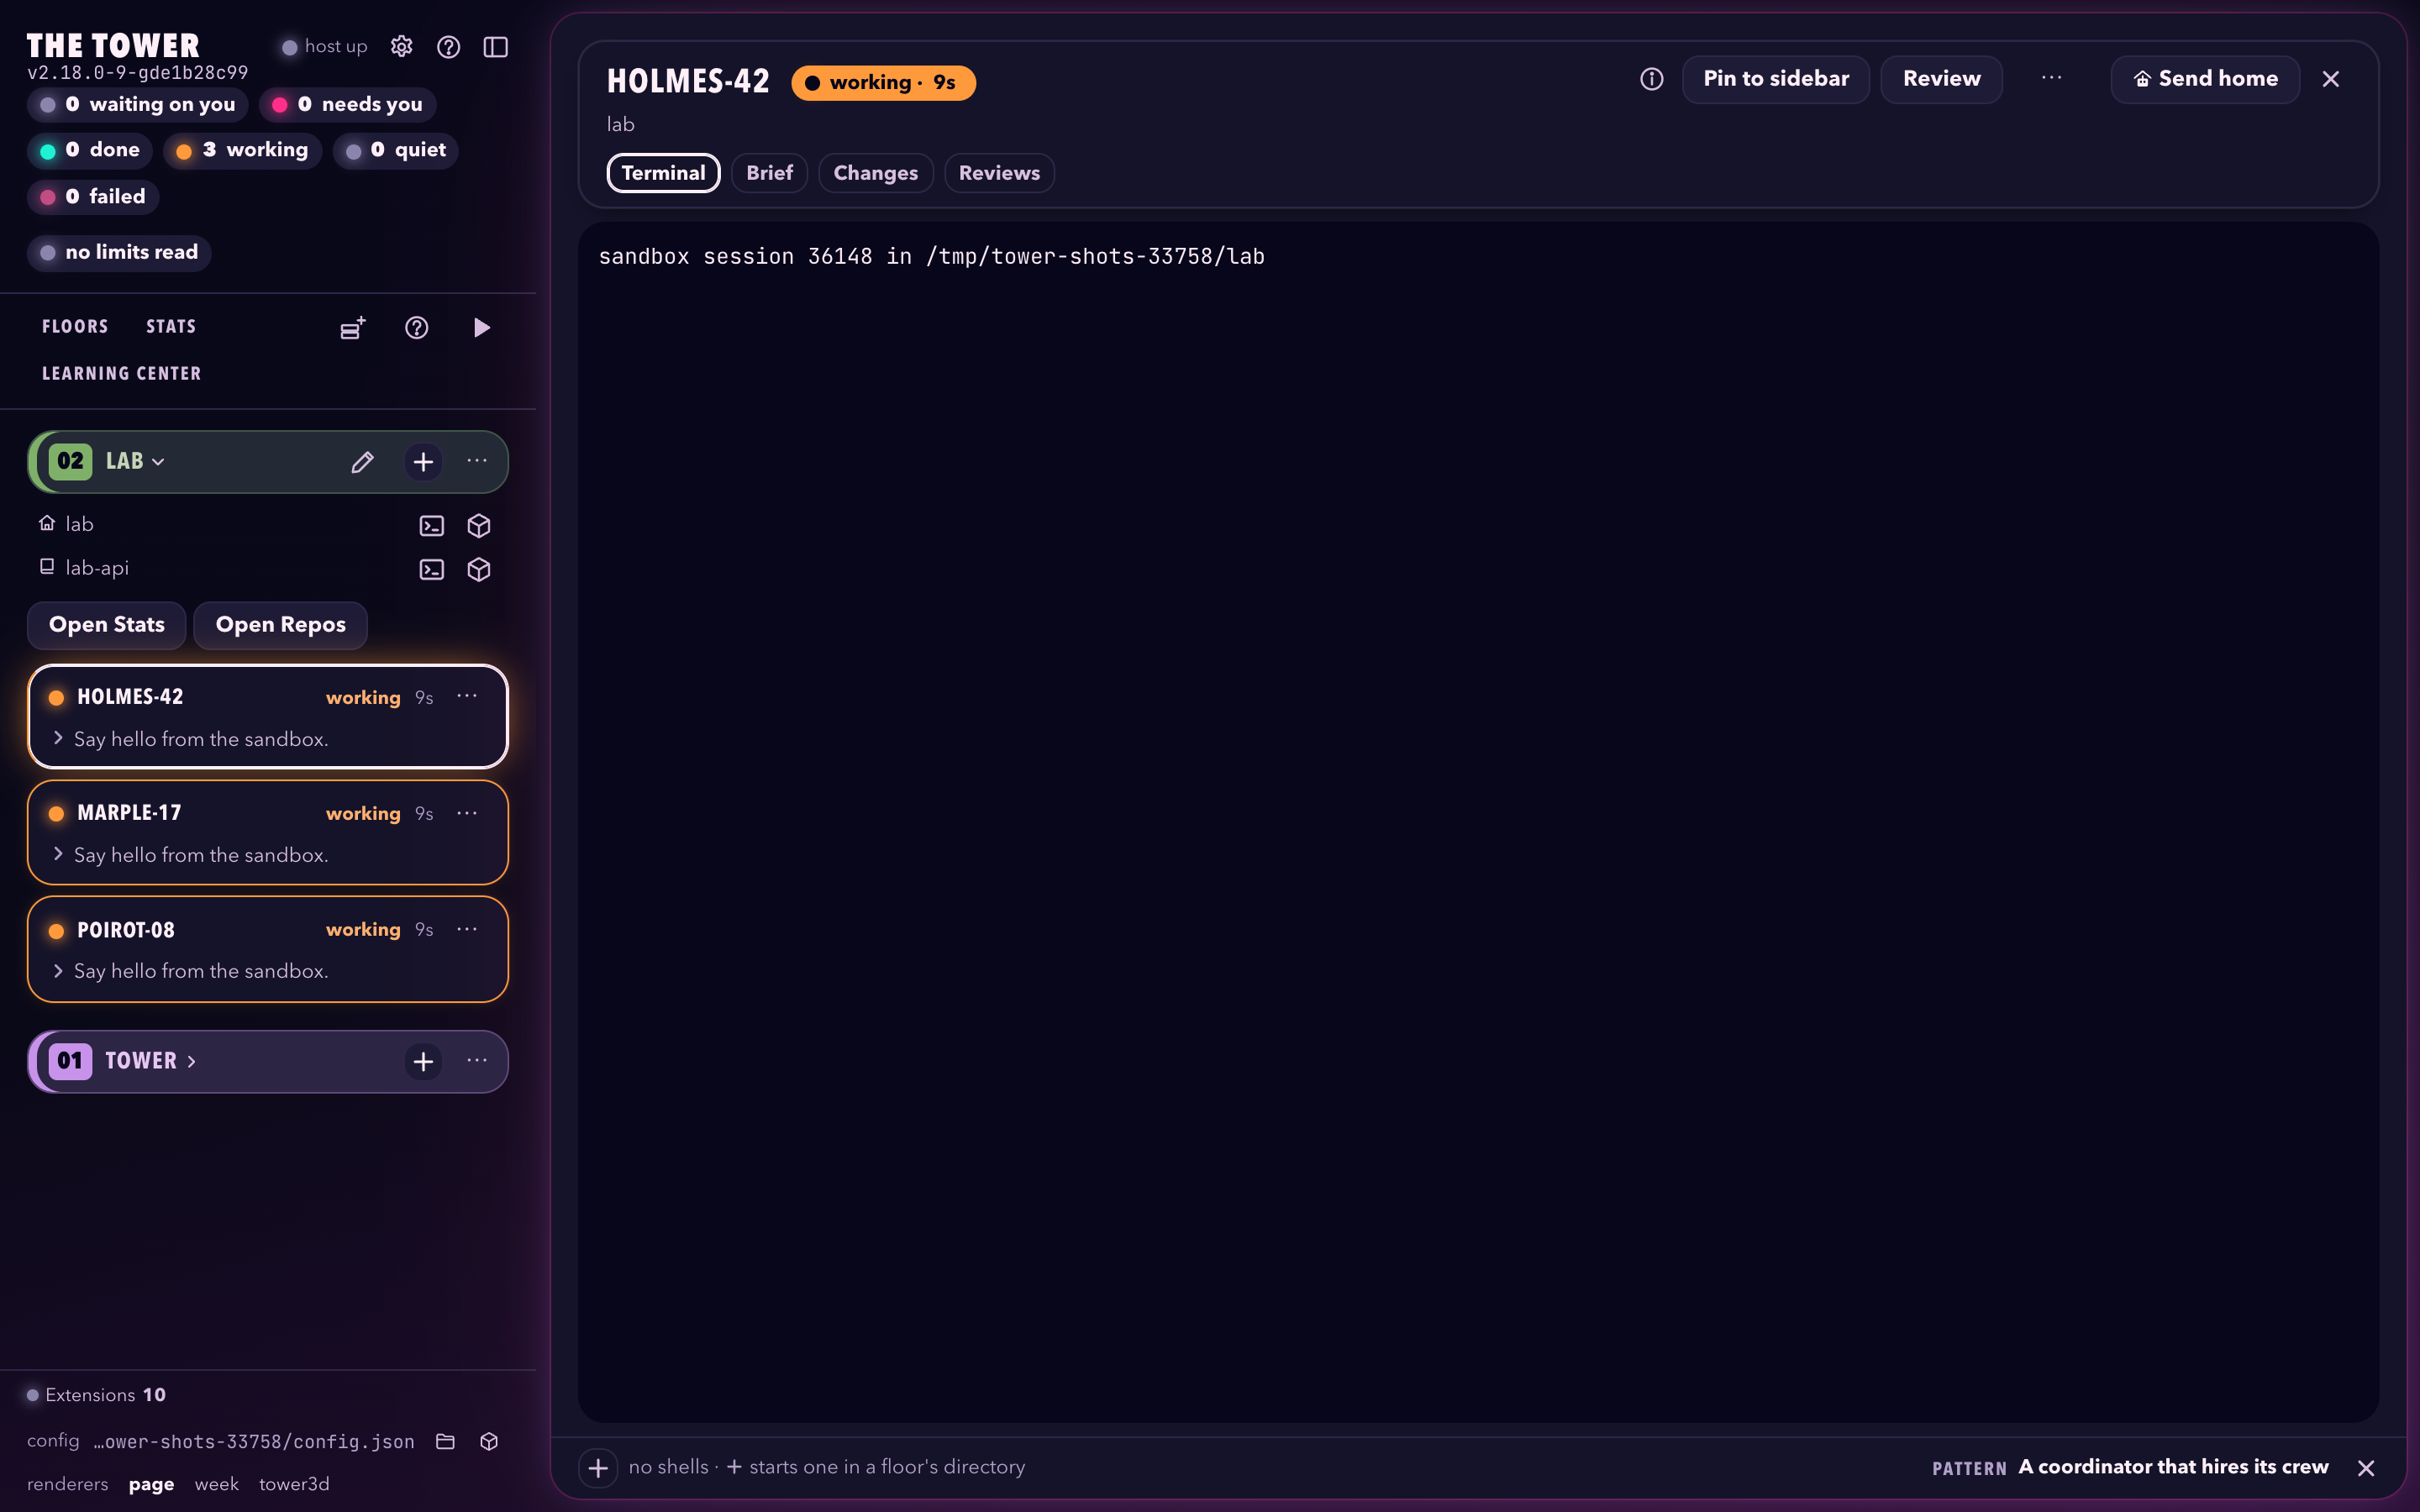 THE TOWER
host up
v2.18.0-9-gde1b28c99
0 waiting on you
0 needs you
0 done
3 working
0 quiet
0 failed
no limits read
FLOORS
STATS
LEARNING CENTER
02 LAB
lab
lab-api
Open Stats
Open Repos
HOLMES-42 working 9s
Say hello from the sandbox.
MARPLE-17 working 9s
Say hello from the sandbox.
POIROT-08 working 9s
Say hello from the sandbox.
01 TOWER
Extensions 10
config …ower-shots-33758/config.json
renderers page week tower3d
HOLMES-42 working · 9s
Pin to sidebar
Review
Send home
lab
Terminal
Brief
Changes
Reviews
sandbox session 36148 in /tmp/tower-shots-33758/lab
no shells · + starts one in a floor's directory
PATTERN A coordinator that hires its crew